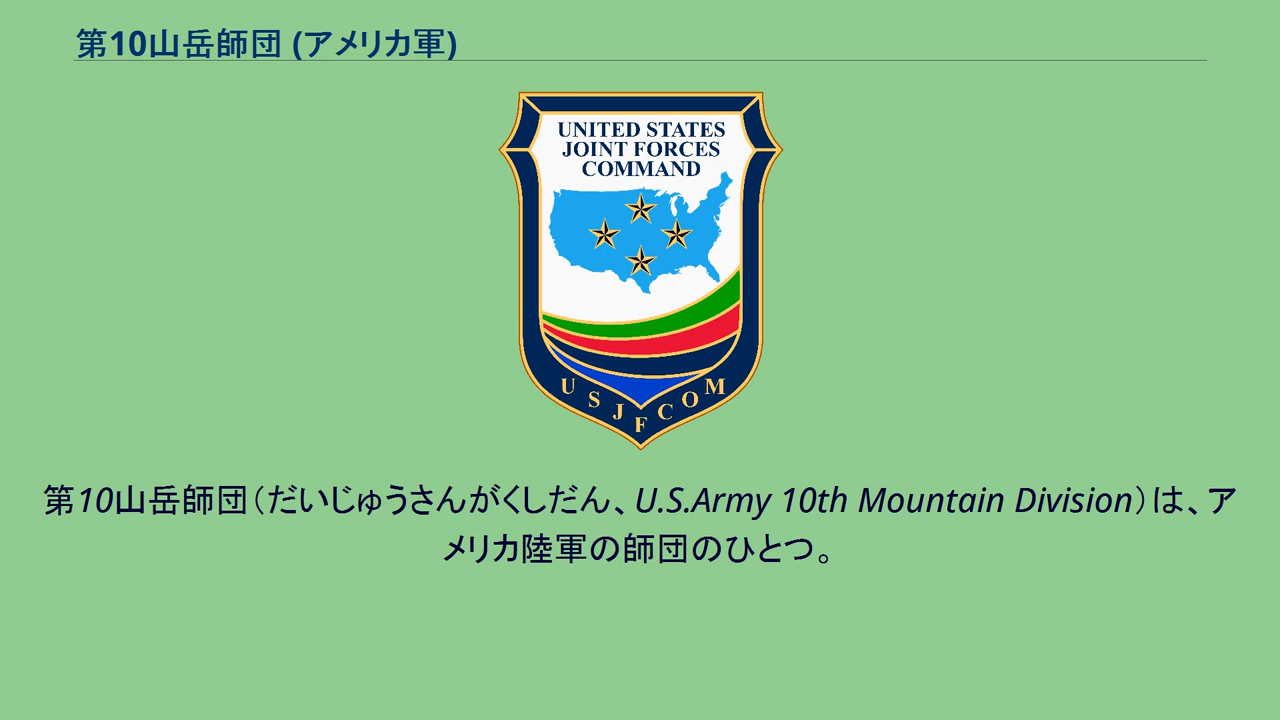 第10山岳師団 (アメリカ軍)
UNITED STATES
JOINT FORCES
COMMAND
USJFCOM
第10山岳師団（だいじゅうさんがくしだん、U.S.Army 10th Mountain Division）は、ア
メリカ陸軍の師団のひとつ。